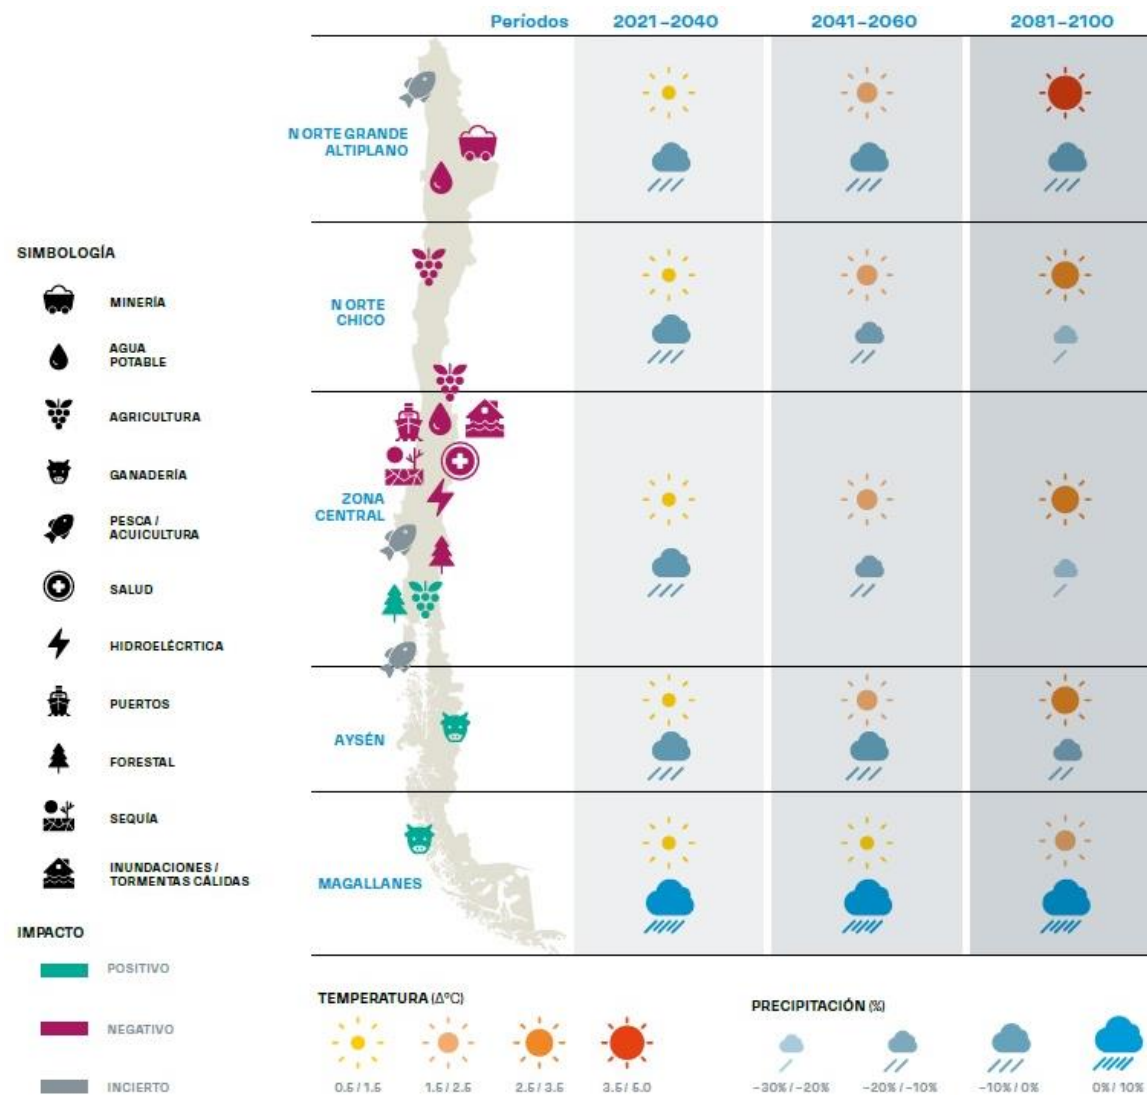 Períodos 2021–2040 2041–2060 2081–2100
NORTE GRANDE
ALTIPLANO
NORTE
CHICO
ZONA
CENTRAL
AYSÉN
MAGALLANES
SIMBOLOGÍA
MINERÍA
AGUA
POTABLE
AGRICULTURA
GANADERÍA
PESCA /
ACUICULTURA
SALUD
HIDROELÉCRTICA
PUERTOS
FORESTAL
SEQUÍA
INUNDACIONES /
TORMENTAS CÁLIDAS
IMPACTO
POSITIVO
NEGATIVO
INCIERTO
TEMPERATURA (Δ°C)
0.5 / 1.5 1.5 / 2.5 2.5 / 3.5 3.5 / 5.0
PRECIPITACIÓN (%)
–30% / –20% –20% / –10% –10% / 0% 0% / 10%